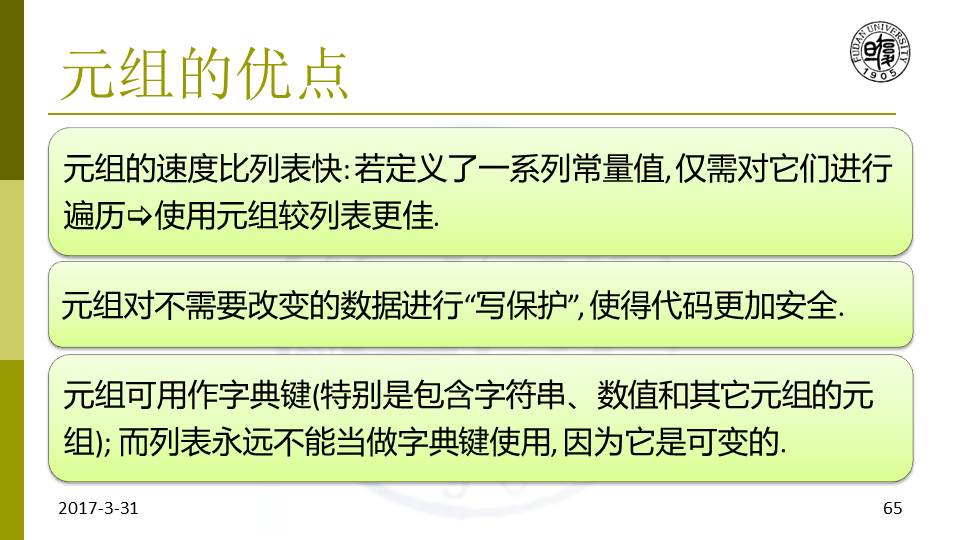 元组的优点
FUDAN UNIVERSITY
1905
元组的速度比列表快: 若定义了一系列常量值, 仅需对它们进行
遍历⇨使用元组较列表更佳.
元组对不需要改变的数据进行“写保护”, 使得代码更加安全.
元组可用作字典键(特别是包含字符串、数值和其它元组的元
组); 而列表永远不能当做字典键使用, 因为它是可变的.
2017-3-31
65